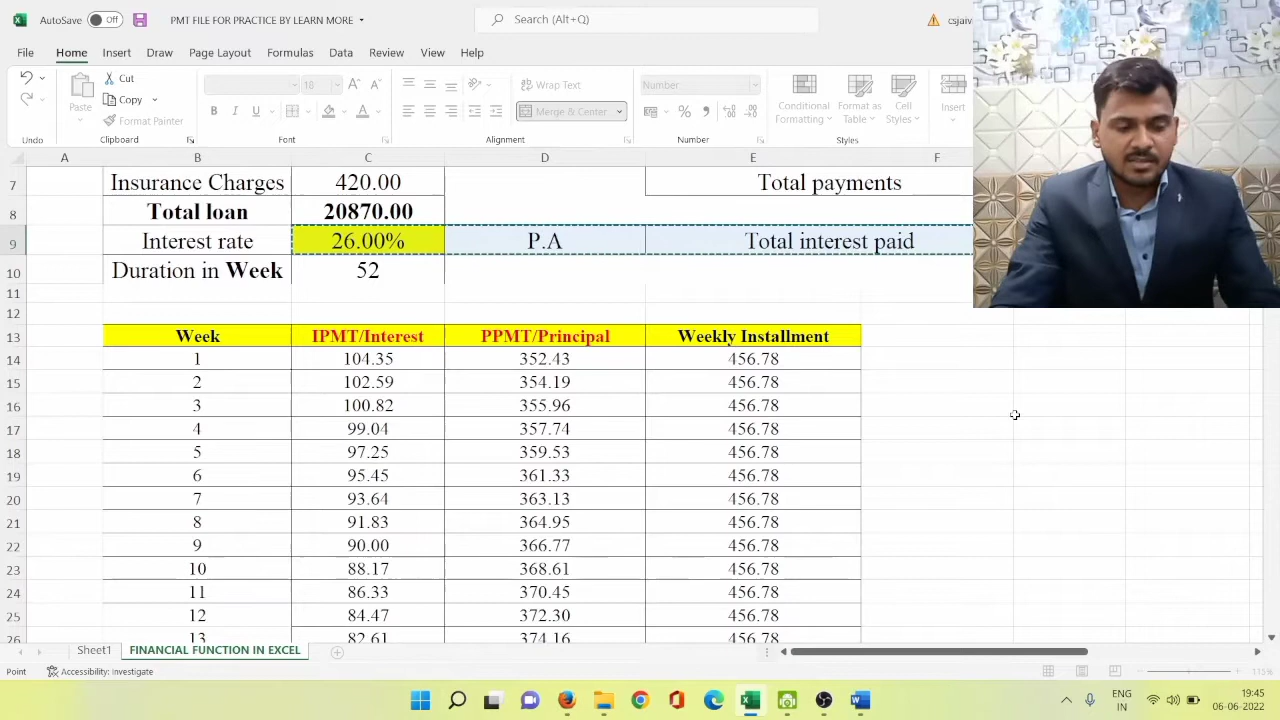 AutoSave Off PMT FILE FOR PRACTICE BY LEARN MORE Search (Alt+Q) csjaiv
File Home Insert Draw Page Layout Formulas Data Review View Help
Cut
Copy
Format Painter
Paste
Wrap Text
Merge & Center
Number
Conditional Formatting
Format as Table
Cell Styles
Insert
Undo Clipboard Font Alignment Number Styles
A B C D E F
7 Insurance Charges 420.00 Total payments
8 Total loan 20870.00
9 Interest rate 26.00% P.A Total interest paid
10 Duration in Week 52
11
12
13 Week IPMT/Interest PPMT/Principal Weekly Installment
14 1 104.35 352.43 456.78
15 2 102.59 354.19 456.78
16 3 100.82 355.96 456.78
17 4 99.04 357.74 456.78
18 5 97.25 359.53 456.78
19 6 95.45 361.33 456.78
20 7 93.64 363.13 456.78
21 8 91.83 364.95 456.78
22 9 90.00 366.77 456.78
23 10 88.17 368.61 456.78
24 11 86.33 370.45 456.78
25 12 84.47 372.30 456.78
26 13 82.61 374.16 456.78
Sheet1 FINANCIAL FUNCTION IN EXCEL
Point Accessibility: Investigate 115%
ENG 19:45
IN 06-06-2022